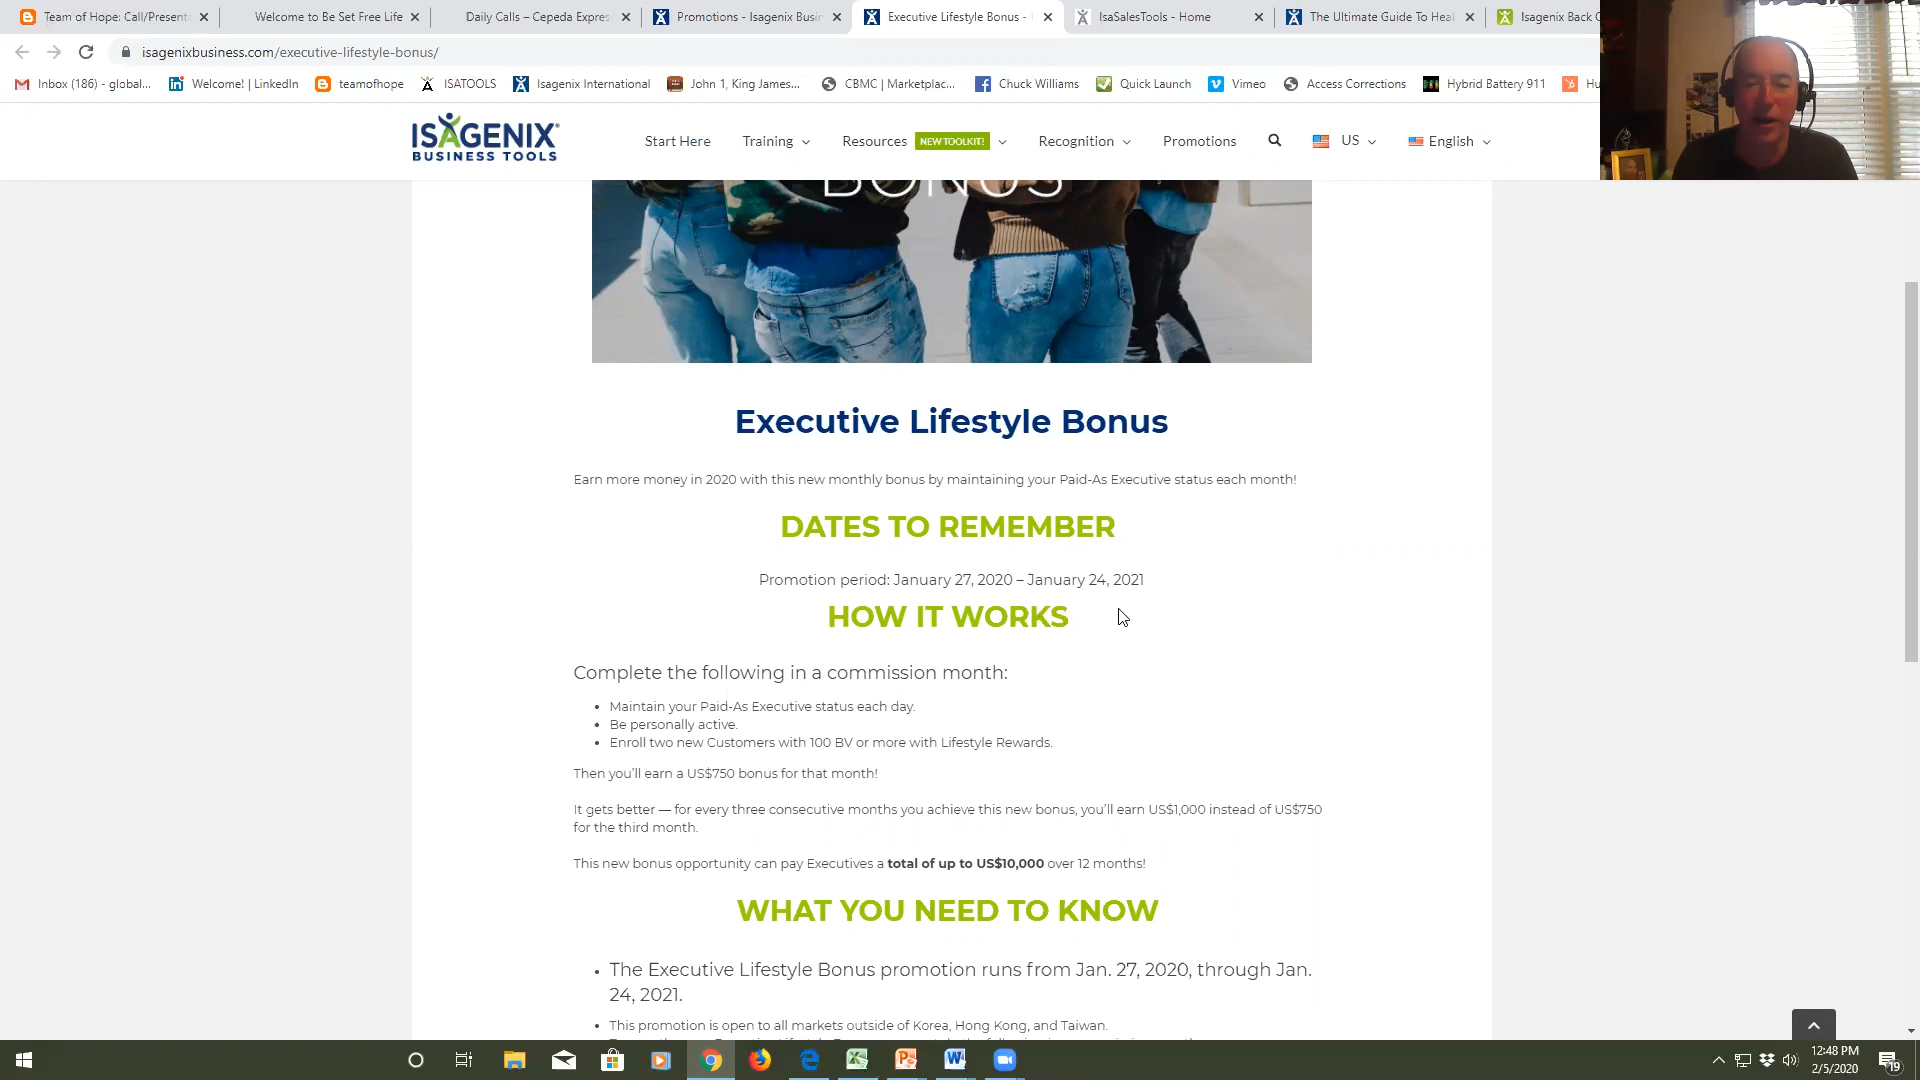 Team of Hope: Call/Present
Welcome to Be Set Free Life
Daily Calls – Cepeda Expres
Promotions - Isagenix Busin
Executive Lifestyle Bonus -
IsaSalesTools - Home
The Ultimate Guide To Heal
Isagenix Back O
isagenixbusiness.com/executive-lifestyle-bonus/
Inbox (186) - global...
Welcome! | LinkedIn
teamofhope
ISATOOLS
Isagenix International
John 1, King James...
CBMC | Marketplac...
Chuck Williams
Quick Launch
Vimeo
Access Corrections
Hybrid Battery 911
Hu
ISAGENIX
BUSINESS TOOLS
Start Here
Training
Resources
NEW TOOLKIT!
Recognition
Promotions
US
English
BONUS
Executive Lifestyle Bonus
Earn more money in 2020 with this new monthly bonus by maintaining your Paid-As Executive status each month!
DATES TO REMEMBER
Promotion period: January 27, 2020 – January 24, 2021
HOW IT WORKS
Complete the following in a commission month:
• Maintain your Paid-As Executive status each day.
• Be personally active.
• Enroll two new Customers with 100 BV or more with Lifestyle Rewards.
Then you'll earn a US$750 bonus for that month!
It gets better — for every three consecutive months you achieve this new bonus, you'll earn US$1,000 instead of US$750
for the third month.
This new bonus opportunity can pay Executives a total of up to US$10,000 over 12 months!
WHAT YOU NEED TO KNOW
• The Executive Lifestyle Bonus promotion runs from Jan. 27, 2020, through Jan.
24, 2021.
• This promotion is open to all markets outside of Korea, Hong Kong, and Taiwan.
12:48 PM
2/5/2020
19